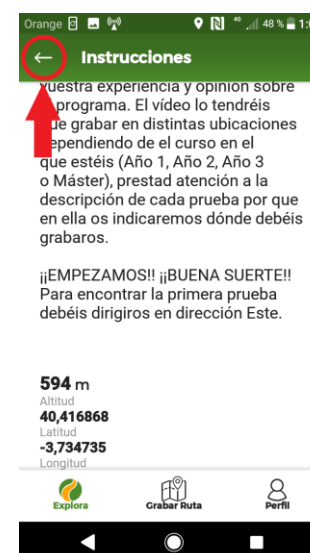 Orange 48 % 1:
Instrucciones
vuestra experiencia y opinión sobre
programa. El vídeo lo tendréis
que grabar en distintas ubicaciones
dependiendo de el curso en el
que estéis (Año 1, Año 2, Año 3
o Máster), prestad atención a la
descripción de cada prueba por que
en ella os indicaremos dónde debéis
grabaros.
¡¡EMPEZAMOS!! ¡¡BUENA SUERTE!!
Para encontrar la primera prueba
debéis dirigiros en dirección Este.
594 m
Altitud
40,416868
Latitud
-3,734735
Longitud
Explora Grabar Ruta Perfil